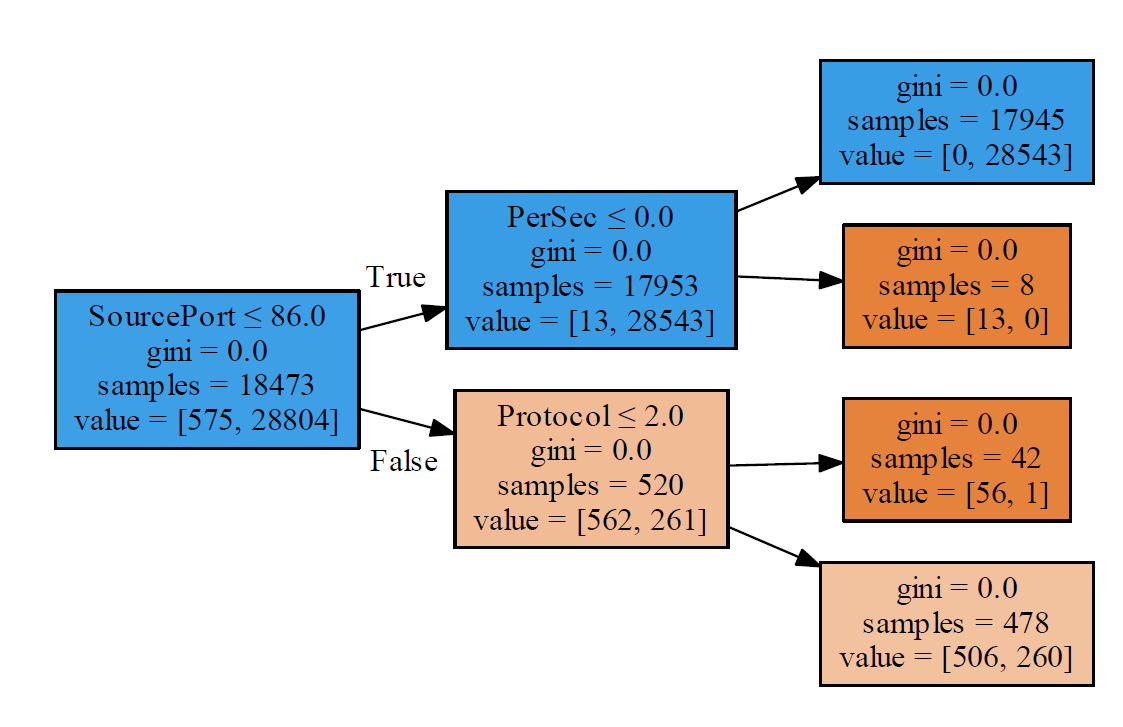 SourcePort ≤ 86.0
gini = 0.0
samples = 18473
value = [575, 28804]
True
False
PerSec ≤ 0.0
gini = 0.0
samples = 17953
value = [13, 28543]
Protocol ≤ 2.0
gini = 0.0
samples = 520
value = [562, 261]
gini = 0.0
samples = 17945
value = [0, 28543]
gini = 0.0
samples = 8
value = [13, 0]
gini = 0.0
samples = 42
value = [56, 1]
gini = 0.0
samples = 478
value = [506, 260]